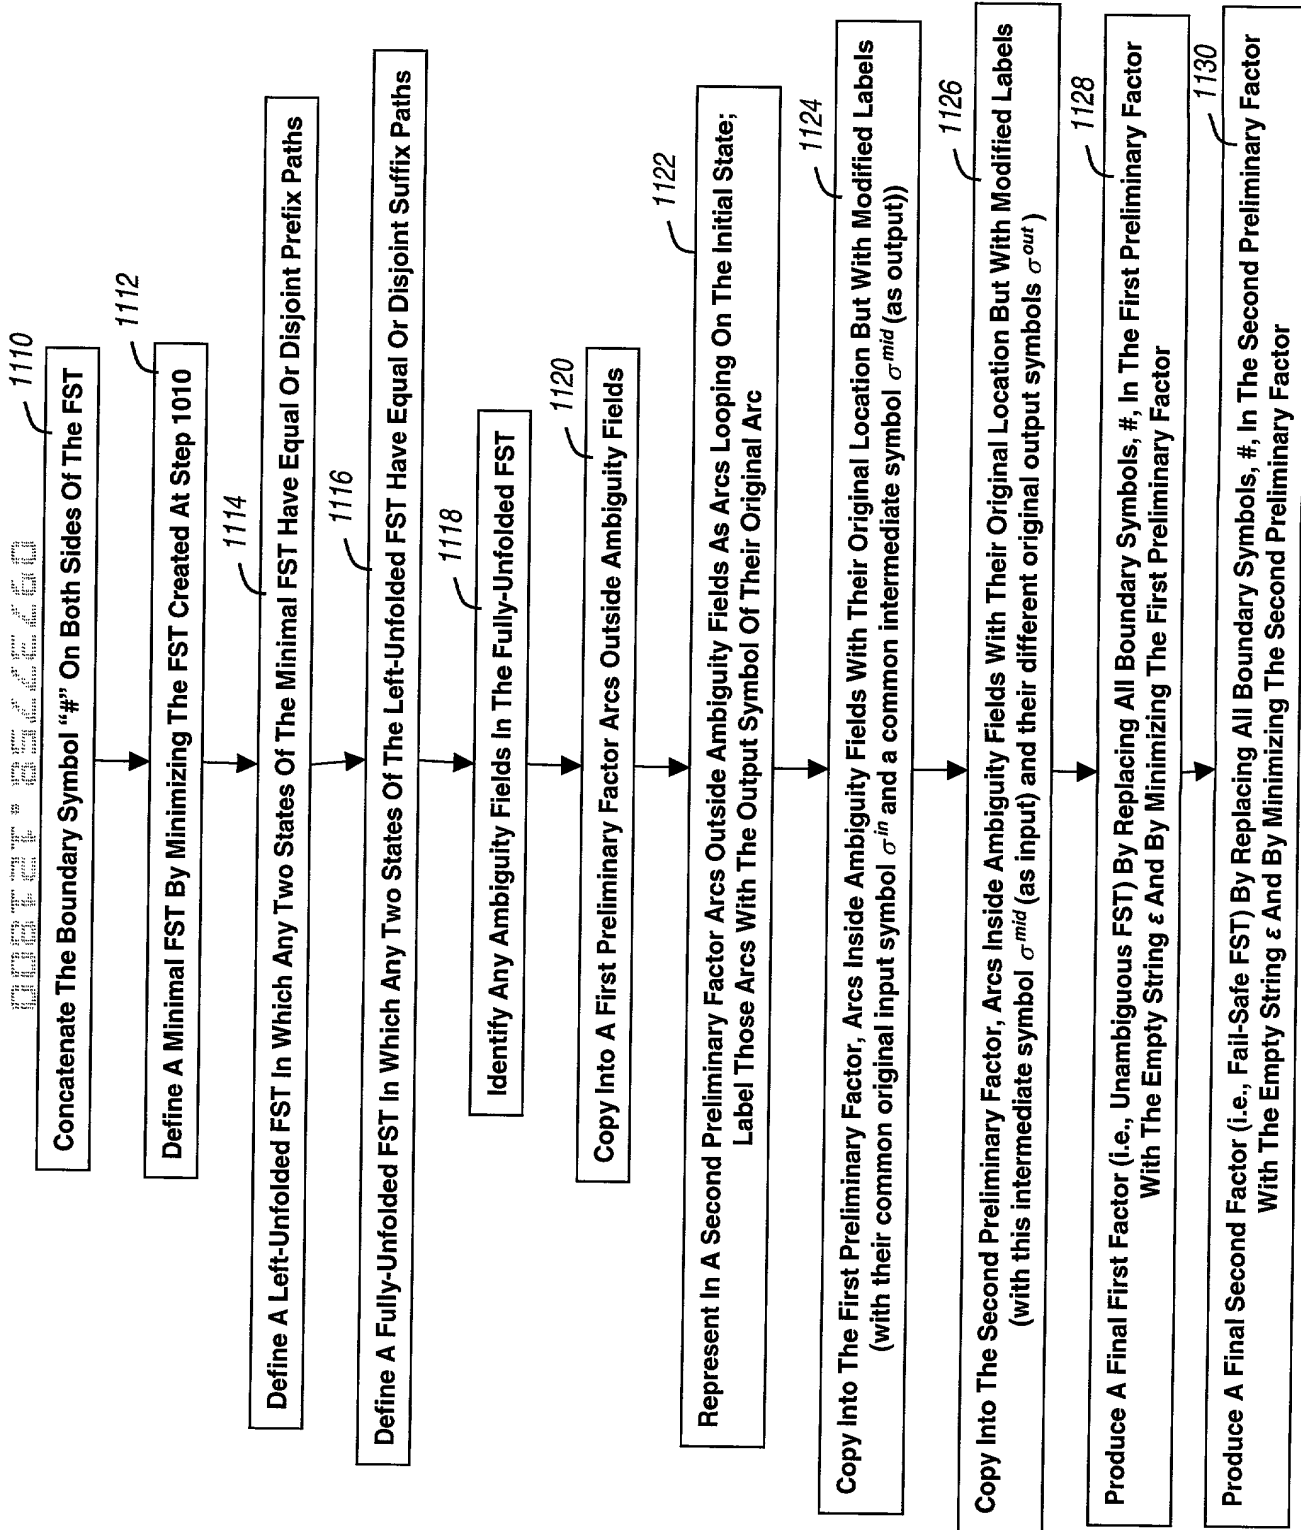 1110
Concatenate The Boundary Symbol "#" On Both Sides Of The FST
1112
Define A Minimal FST By Minimizing The FST Created At Step 1010
1114
Define A Left-Unfolded FST In Which Any Two States Of The Minimal FST Have Equal Or Disjoint Prefix Paths
1116
Define A Fully-Unfolded FST In Which Any Two States Of The Left-Unfolded FST Have Equal Or Disjoint Suffix Paths
1118
Identify Any Ambiguity Fields In The Fully-Unfolded FST
1120
Copy Into A First Preliminary Factor Arcs Outside Ambiguity Fields
1122
Represent In A Second Preliminary Factor Arcs Outside Ambiguity Fields As Arcs Looping On The Initial State;
Label Those Arcs With The Output Symbol Of Their Original Arc
1124
Copy Into The First Preliminary Factor, Arcs Inside Ambiguity Fields With Their Original Location But With Modified Labels
(with their common original input symbol σ^in and a common intermediate symbol σ^mid (as output))
1126
Copy Into The Second Preliminary Factor, Arcs Inside Ambiguity Fields With Their Original Location But With Modified Labels
(with this intermediate symbol σ^mid (as input) and their different original output symbols σ^out )
1128
Produce A Final First Factor (i.e., Unambiguous FST) By Replacing All Boundary Symbols, #, In The First Preliminary Factor
With The Empty String ε And By Minimizing The First Preliminary Factor
1130
Produce A Final Second Factor (i.e., Fail-Safe FST) By Replacing All Boundary Symbols, #, In The Second Preliminary Factor
With The Empty String ε And By Minimizing The Second Preliminary Factor